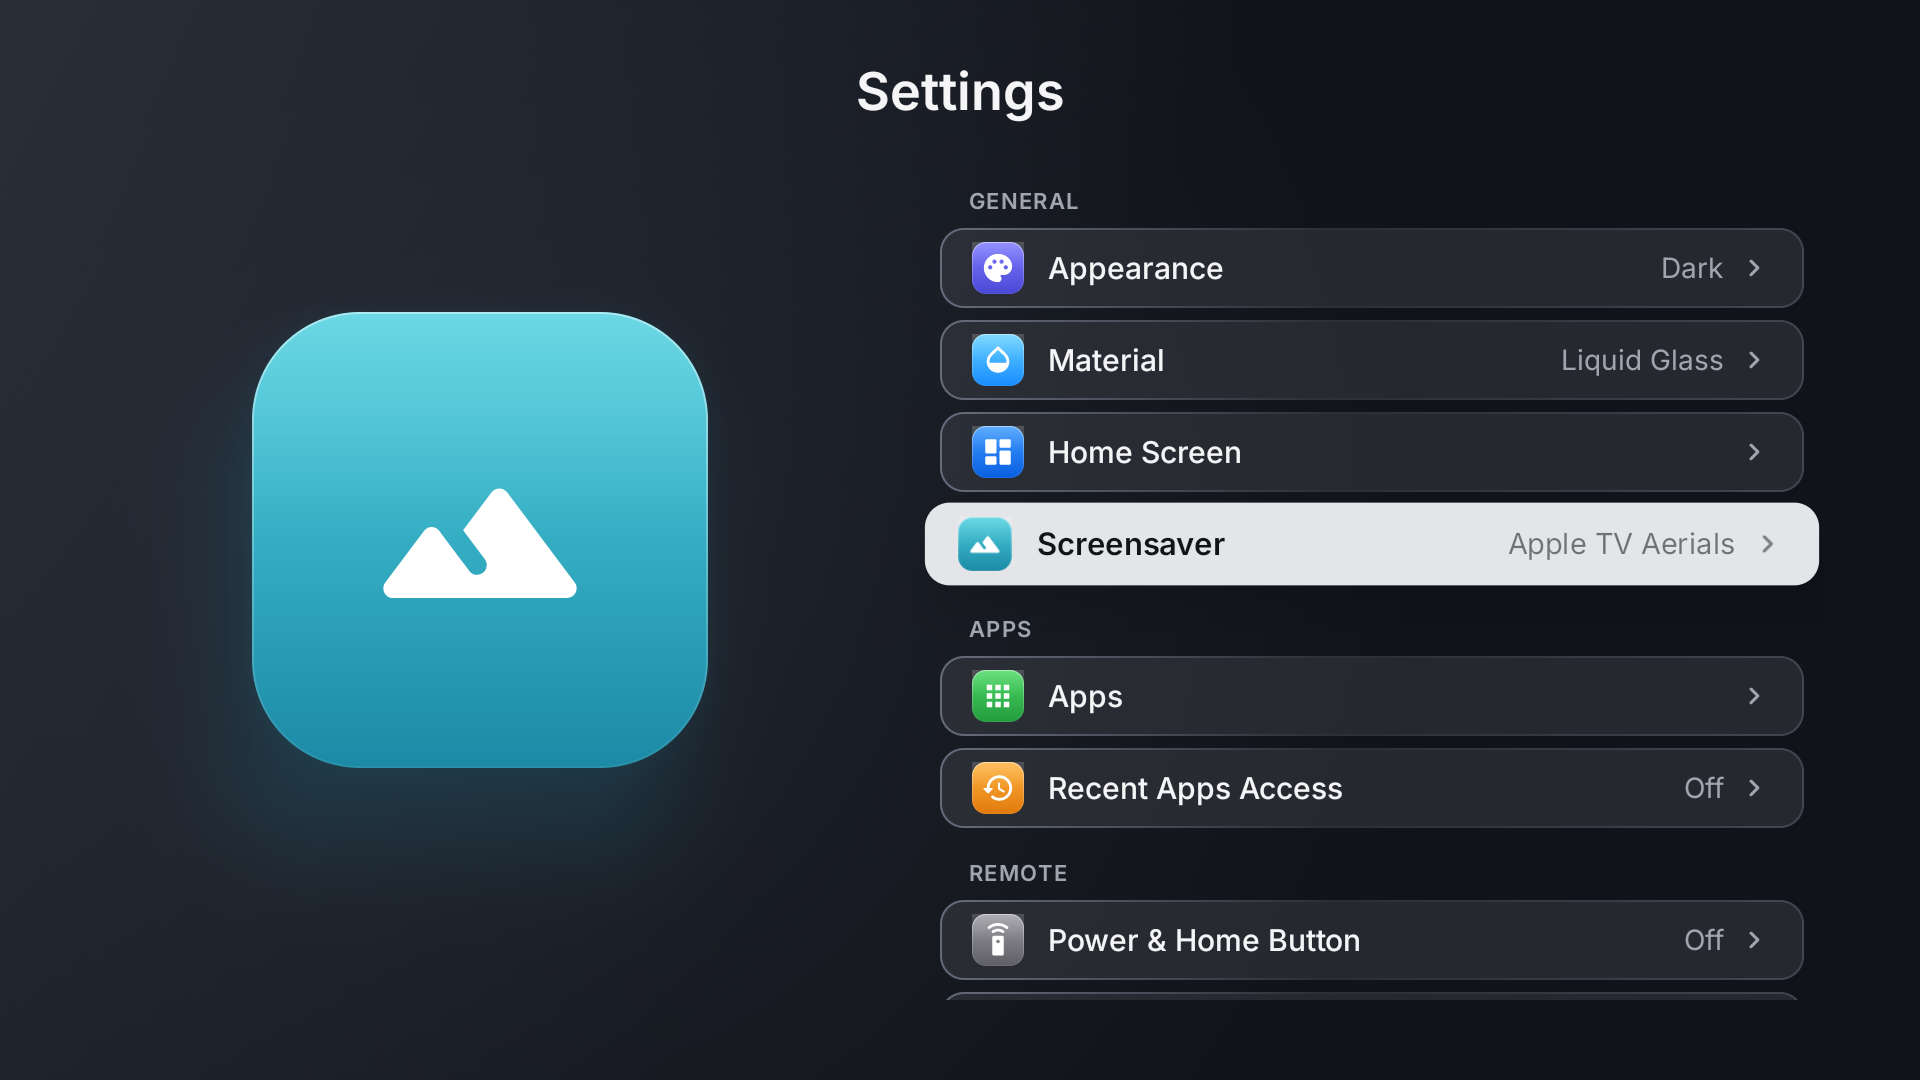 Settings
GENERAL
Appearance Dark
Material Liquid Glass
Home Screen
Screensaver Apple TV Aerials
APPS
Apps
Recent Apps Access Off
REMOTE
Power & Home Button Off